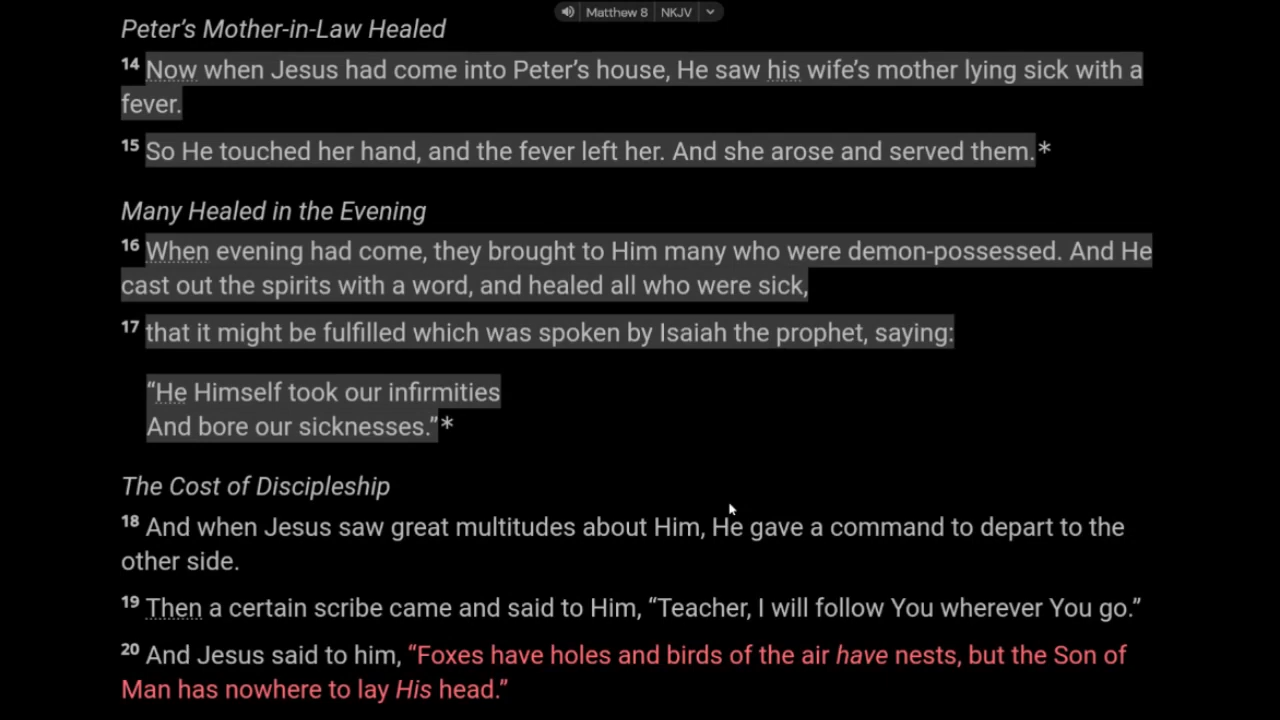 Matthew 8 NKJV
Peter’s Mother-in-Law Healed
14 Now when Jesus had come into Peter’s house, He saw his wife’s mother lying sick with a
fever.
15 So He touched her hand, and the fever left her. And she arose and served them.*
Many Healed in the Evening
16 When evening had come, they brought to Him many who were demon-possessed. And He
cast out the spirits with a word, and healed all who were sick,
17 that it might be fulfilled which was spoken by Isaiah the prophet, saying:
“He Himself took our infirmities
And bore our sicknesses.”*
The Cost of Discipleship
18 And when Jesus saw great multitudes about Him, He gave a command to depart to the
other side.
19 Then a certain scribe came and said to Him, “Teacher, I will follow You wherever You go.”
20 And Jesus said to him, “Foxes have holes and birds of the air have nests, but the Son of
Man has nowhere to lay His head.”